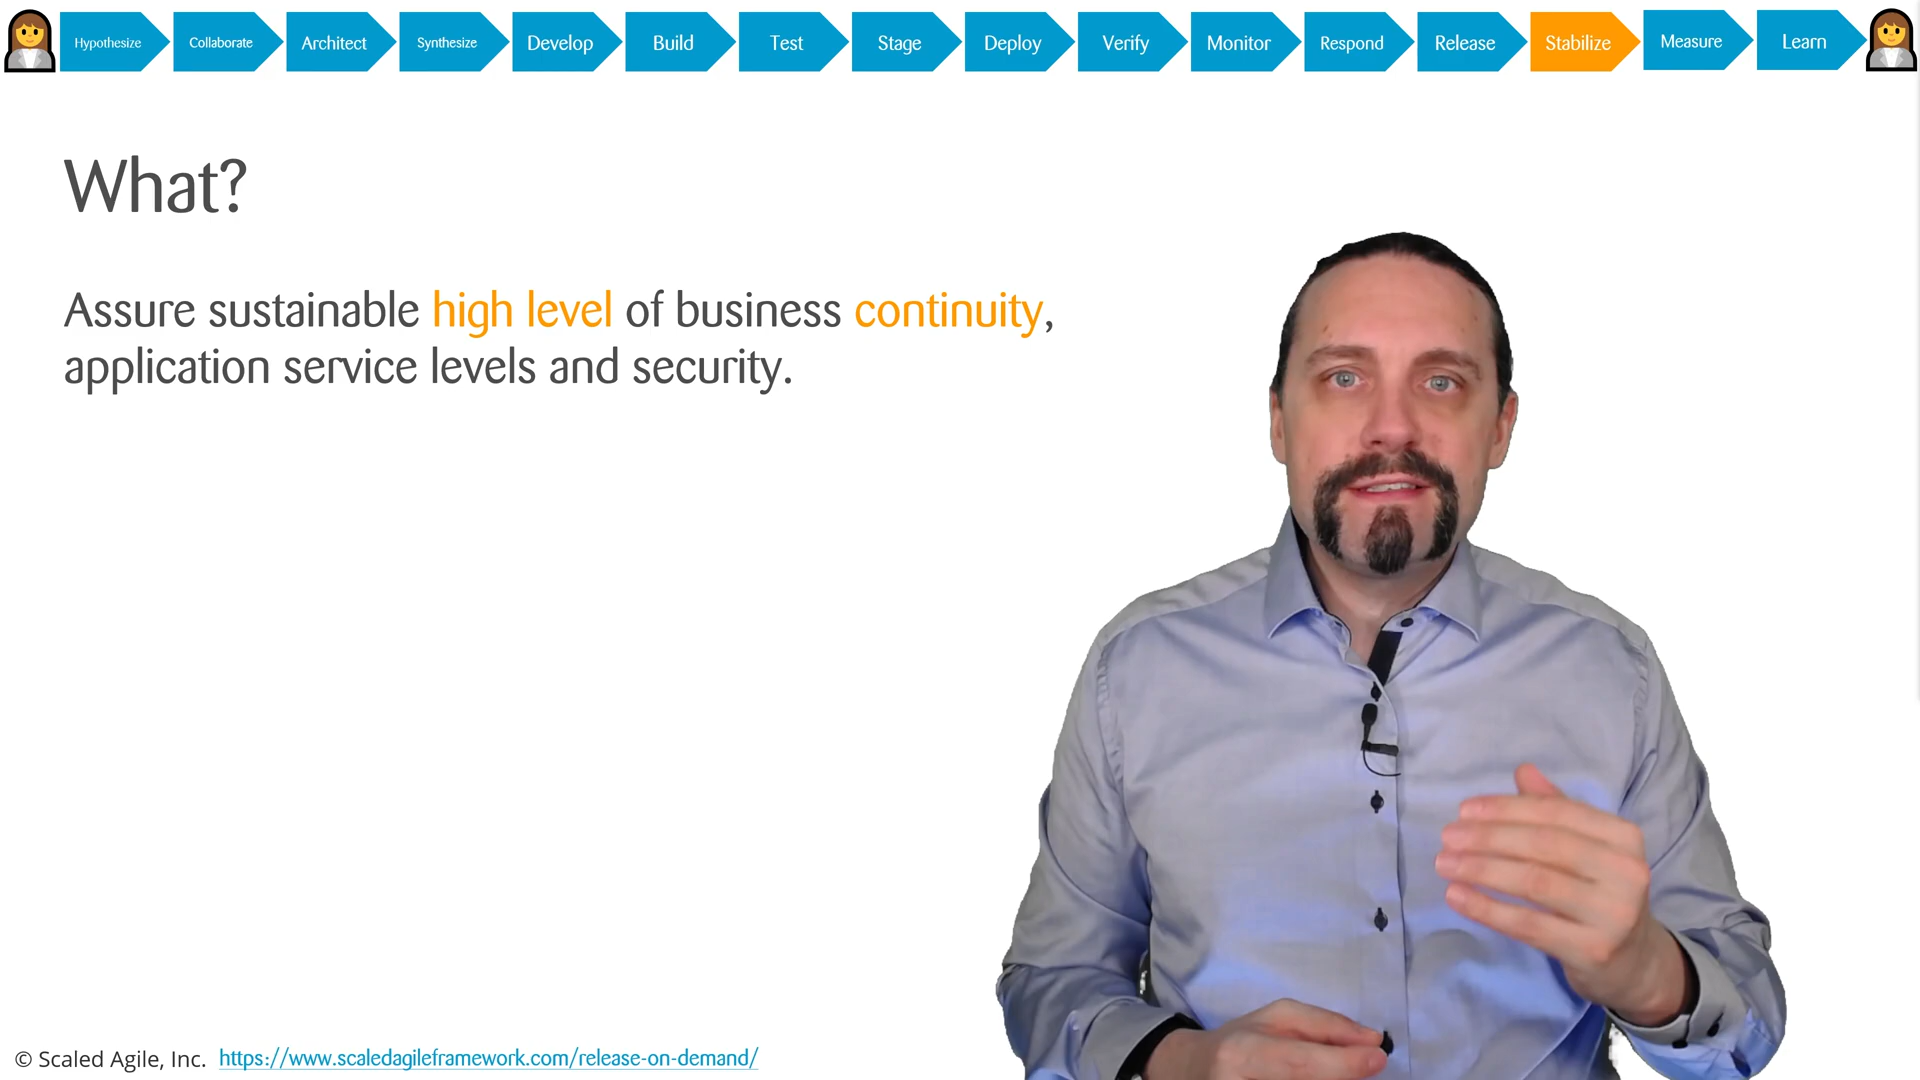 Hypothesize Collaborate Architect Synthesize Develop Build Test Stage Deploy Verify Monitor Respond Release Stabilize Measure Learn
What?
Assure sustainable high level of business continuity,
application service levels and security.
© Scaled Agile, Inc. https://www.scaledagileframework.com/release-on-demand/